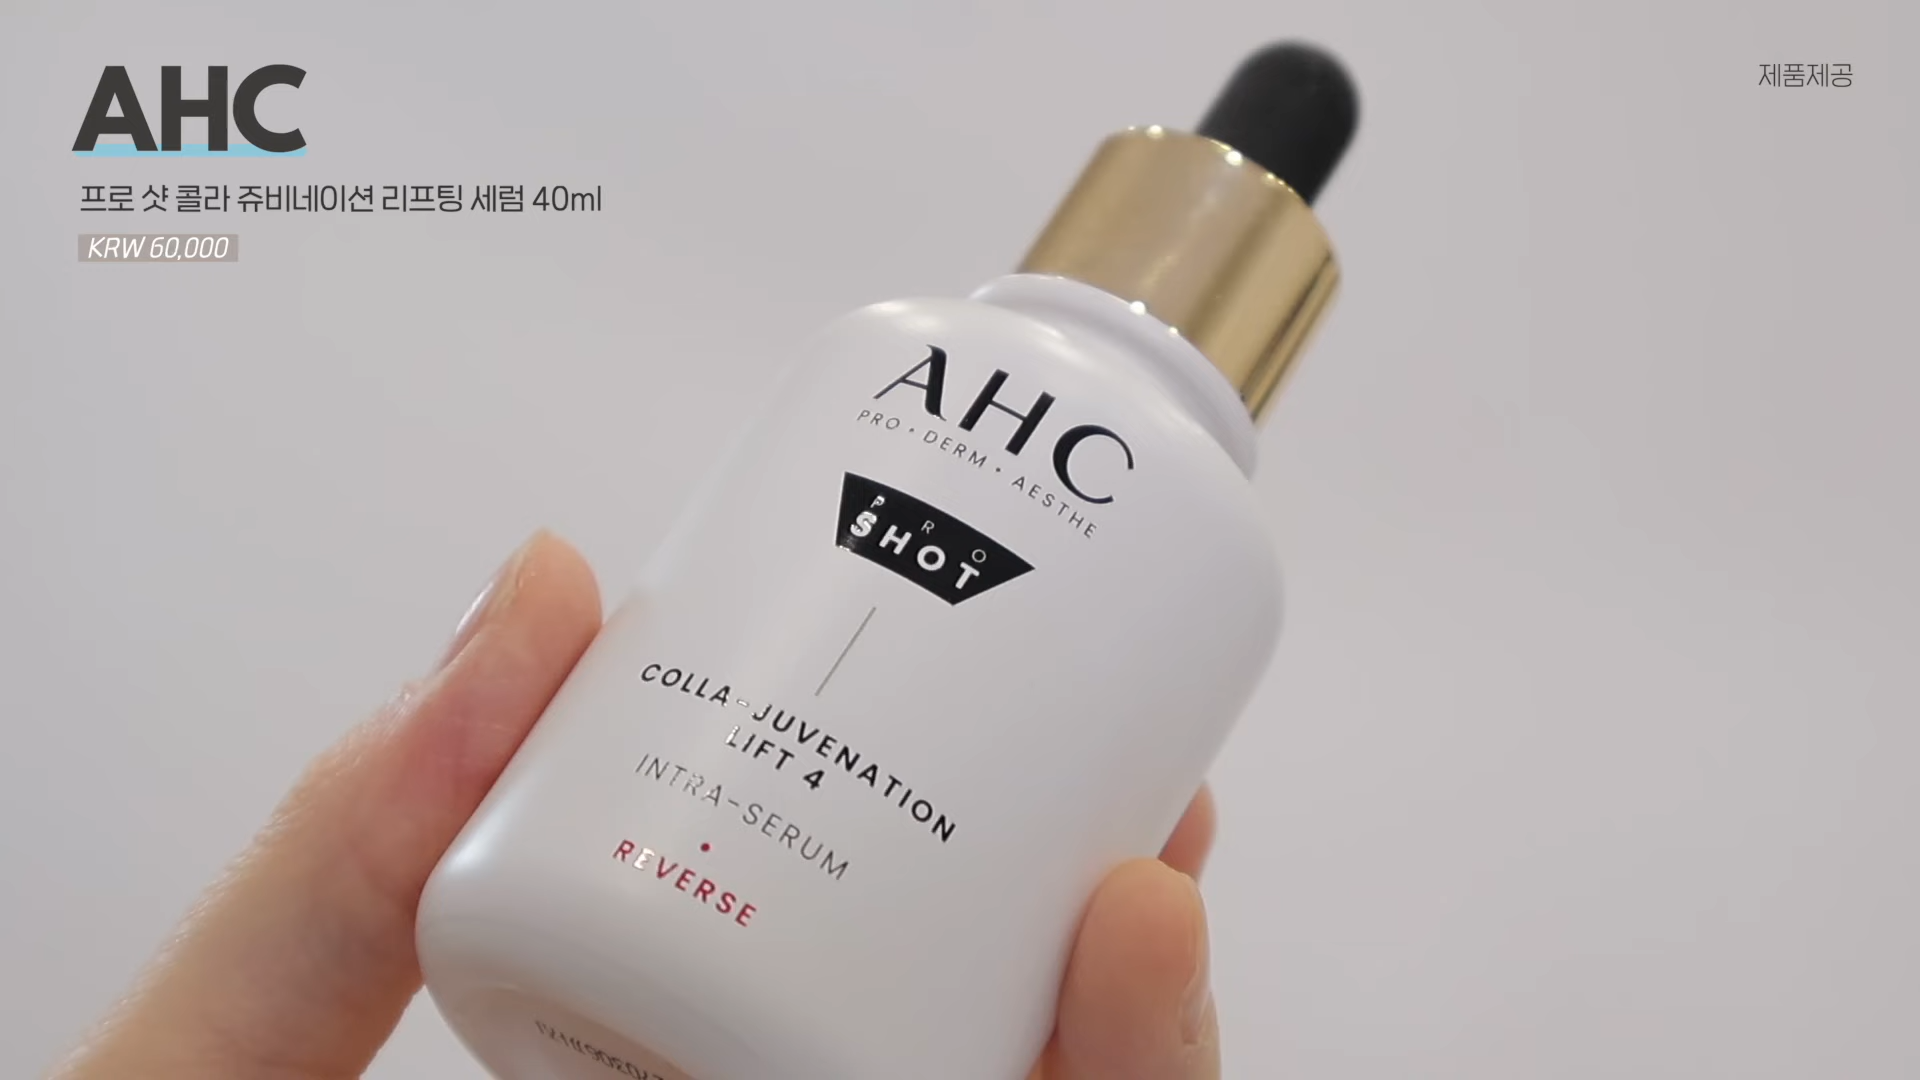 AHC
프로 샷 콜라 쥬비네이션 리프팅 세럼 40ml
KRW 60,000
제품제공
AHC
PRO • DERM • AESTHE
PRO
SHOT
COLLA-JUVENATION
LIFT 4
INTRA-SERUM
•
REVERSE